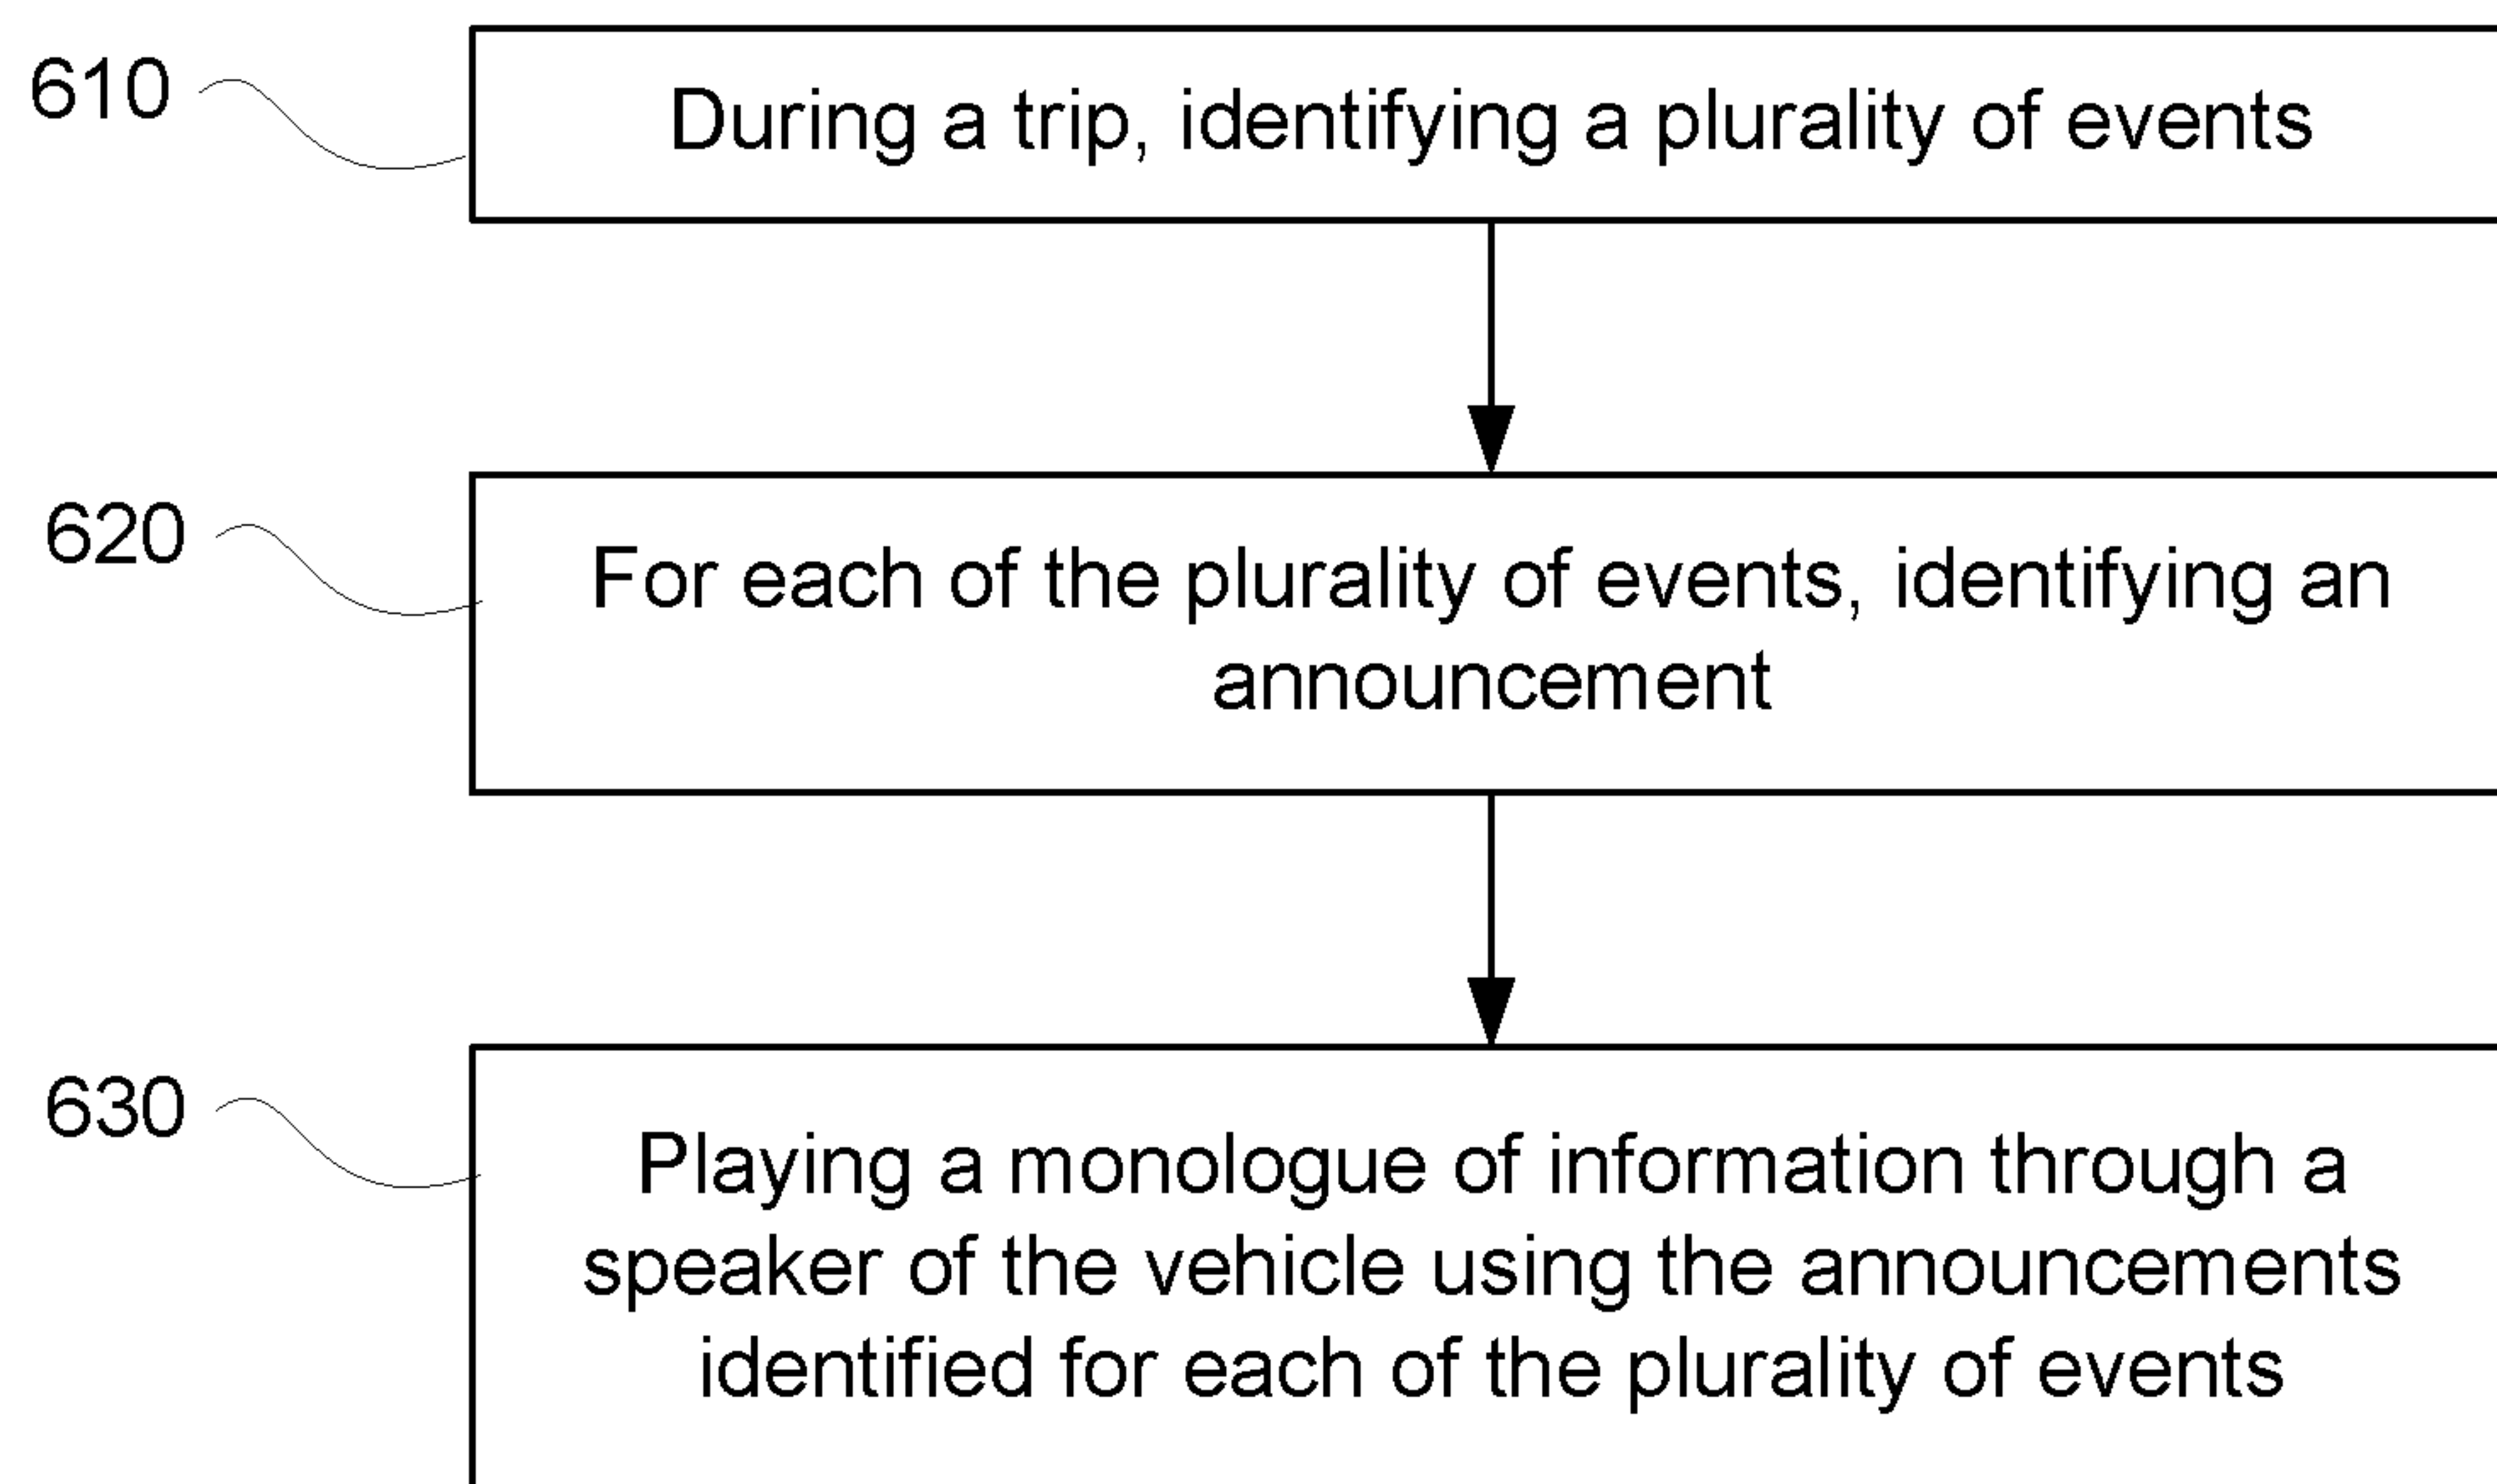 610
During a trip, identifying a plurality of events
620
For each of the plurality of events, identifying an
announcement
630
Playing a monologue of information through a
speaker of the vehicle using the announcements
identified for each of the plurality of events